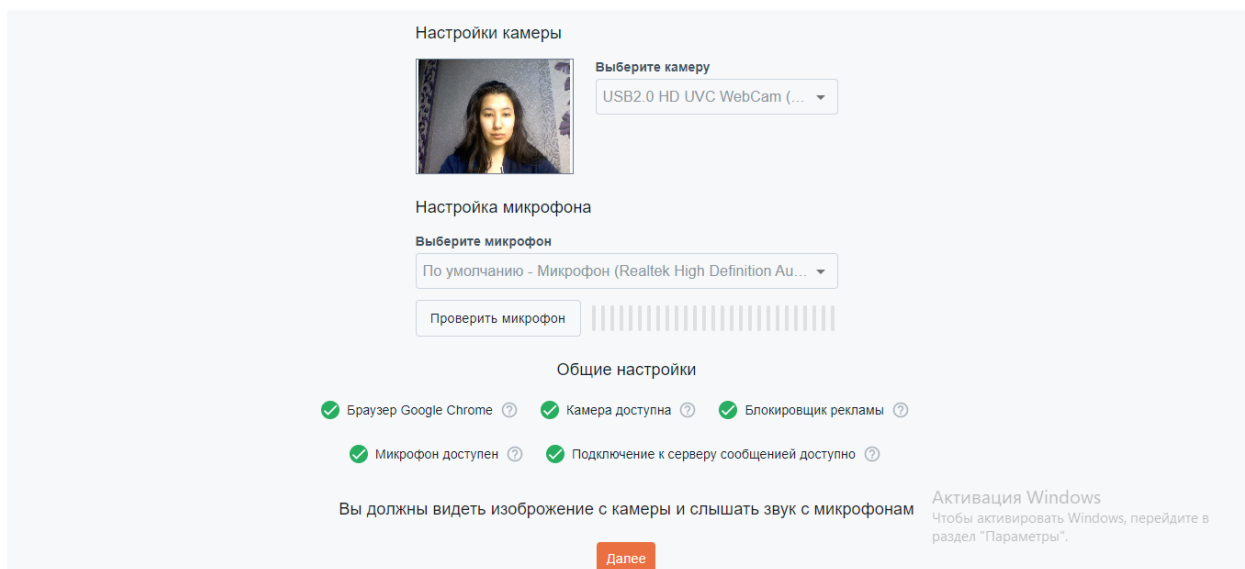 Настройки камеры
Выберите камеру
USB2.0 HD UVC WebCam (...
Настройка микрофона
Выберите микрофон
По умолчанию - Микрофон (Realtek High Definition Au...
Проверить микрофон
Общие настройки
Браузер Google Chrome ? Камера доступна ? Блокировщик рекламы ?
Микрофон доступен ? Подключение к серверу сообщенией доступно ?
Вы должны видеть изоброжение с камеры и слышать звук с микрофонам
Активация Windows
Чтобы активировать Windows, перейдите в
раздел "Параметры".
Далее